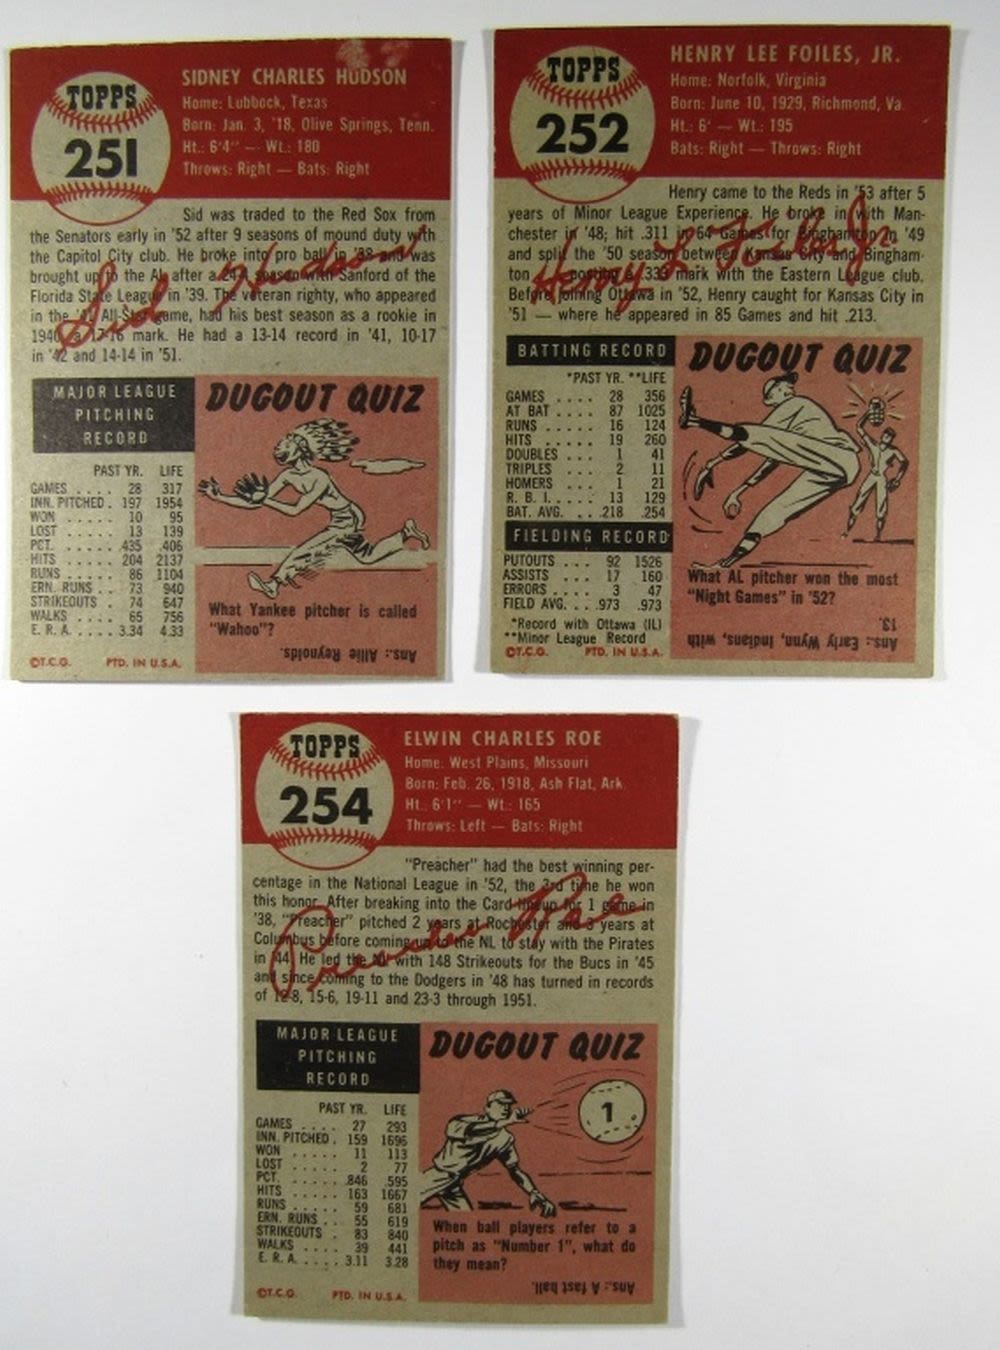 TOPPS
251
SIDNEY CHARLES HUDSON
Home: Lubbock, Texas
Born: Jan. 3, '18, Olive Springs, Tenn.
Ht.: 6'4" — Wt.: 180
Throws: Right — Bats: Right
Sid was traded to the Red Sox from
the Senators early in '52 after 9 seasons of mound duty with
the Capitol City club. He broke into pro ball in '38 and was
brought up to the AL after a 24-4 season with Sanford of the
Florida State League in '39. The veteran righty, who appeared
in the '41 All-Star game, had his best season as a rookie in
1940, a 17-16 mark. He had a 13-14 record in '41, 10-17
in '42 and 14-14 in '51.
Sid Hudson
MAJOR LEAGUE
PITCHING
RECORD
PAST YR. LIFE
GAMES .... 28 317
INN. PITCHED . 197 1954
WON ..... 10 95
LOST ..... 13 139
PCT. ..... .435 .406
HITS ..... 204 2137
RUNS .... 86 1104
ERN. RUNS .. 73 940
STRIKEOUTS . 74 647
WALKS .... 65 756
E. R. A. .... 3.34 4.33
©T.C.G. PTD. IN U.S.A.
DUGOUT QUIZ
What Yankee pitcher is called
"Wahoo"?
Ans.: Allie Reynolds.
TOPPS
252
HENRY LEE FOILES, JR.
Home: Norfolk, Virginia
Born: June 10, 1929, Richmond, Va.
Ht.: 6' — Wt.: 195
Bats: Right — Throws: Right
Henry came to the Reds in '53 after 5
years of Minor League Experience. He broke in with Man-
chester in '48; hit .311 in 64 Games for Binghamton in '49
and split the '50 season between Kansas City and Bingham-
ton — posting a .333 mark with the Eastern League club.
Before joining Ottawa in '52, Henry caught for Kansas City in
'51 — where he appeared in 85 Games and hit .213.
Henry L Foiles Jr.
BATTING RECORD
*PAST YR. **LIFE
GAMES .... 28 356
AT BAT .... 87 1025
RUNS ..... 16 124
HITS ..... 19 260
DOUBLES ... 1 41
TRIPLES .... 2 11
HOMERS ... 1 21
R. B. I. .... 13 129
BAT. AVG. ... .218 .254
FIELDING RECORD
PUTOUTS ... 92 1526
ASSISTS ... 17 160
ERRORS .... 3 47
FIELD AVG. ... .973 .973
*Record with Ottawa (IL)
**Minor League Record
©T.C.G. PTD. IN U.S.A.
DUGOUT QUIZ
What AL pitcher won the most
"Night Games" in '52?
Ans.: Early Wynn, Indians, with
13.
TOPPS
254
ELWIN CHARLES ROE
Home: West Plains, Missouri
Born: Feb. 26, 1918, Ash Flat, Ark.
Ht.: 6'1" — Wt.: 165
Throws: Left — Bats: Right
"Preacher" had the best winning per-
centage in the National League in '52, the 3rd time he won
this honor. After breaking into the Card lineup for 1 game in
'38, "Preacher" pitched 2 years at Rochester and 3 years at
Columbus before coming up to the NL to stay with the Pirates
in '44. He led the NL with 148 Strikeouts for the Bucs in '45
and since coming to the Dodgers in '48 has turned in records
of 12-8, 15-6, 19-11 and 23-3 through 1951.
Preacher Roe
MAJOR LEAGUE
PITCHING
RECORD
PAST YR. LIFE
GAMES .... 27 293
INN. PITCHED . 159 1696
WON ..... 11 113
LOST ..... 2 77
PCT. ..... .846 .595
HITS ..... 163 1667
RUNS .... 59 681
ERN. RUNS .. 55 619
STRIKEOUTS . 83 840
WALKS .... 39 441
E. R. A. .... 3.11 3.28
©T.C.G. PTD. IN U.S.A.
DUGOUT QUIZ
1
When ball players refer to a
pitch as "Number 1", what do
they mean?
Ans.: A fast ball.